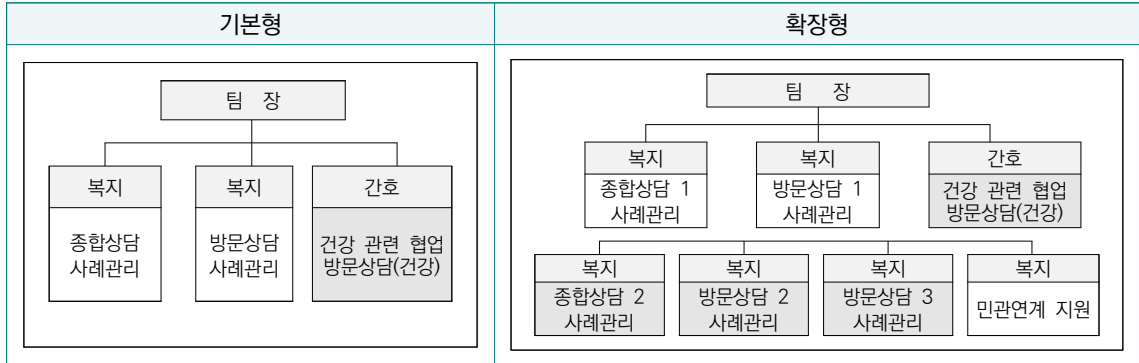 기본형
팀 장
복지
종합상담
사례관리
복지
방문상담
사례관리
간호
건강 관련 협업
방문상담(건강)
확장형
팀 장
복지
종합상담 1
사례관리
복지
방문상담 1
사례관리
간호
건강 관련 협업
방문상담(건강)
복지
종합상담 2
사례관리
복지
방문상담 2
사례관리
복지
방문상담 3
사례관리
복지
민관연계 지원